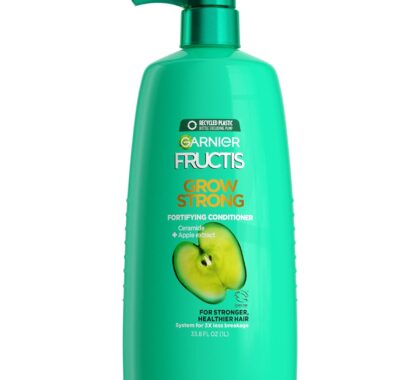 RECYCLED PLASTIC
BOTTLE EXCLUDING PUMP
GARNIER
FRUCTIS
GROW
STRONG
FORTIFYING CONDITIONER
Ceramide
+ Apple extract
FOR STRONGER,
HEALTHIER HAIR
System for 3X less breakage
33.8 FL OZ (1L)